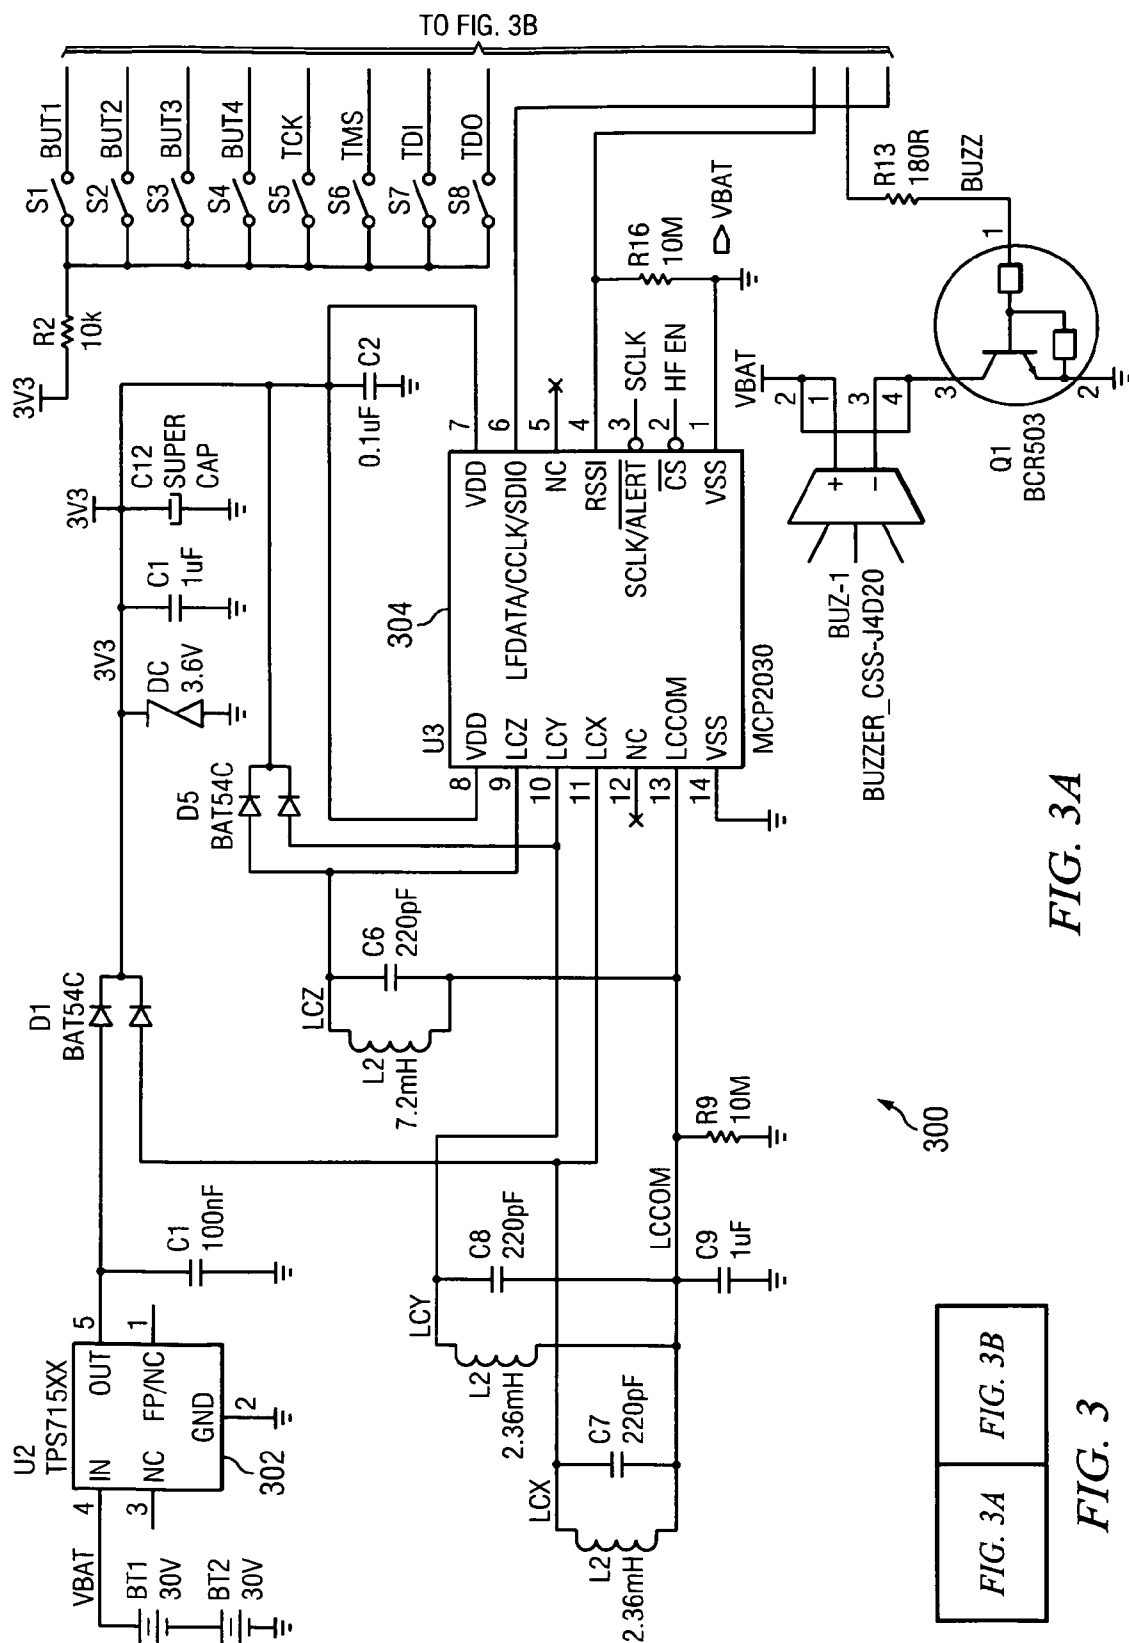 TO FIG. 3B
3V3
R2
10k
S1
BUT1
S2
BUT2
S3
BUT3
S4
BUT4
S5
TCK
S6
TMS
S7
TDI
S8
TDO
U2
TPS715XX
IN
OUT
NC
FP/NC
GND
4
5
3
1
2
302
VBAT
BT1
30V
BT2
30V
C1
100nF
D1
BAT54C
3V3
DC
3.6V
C1
1uF
3V3
C12
SUPER
CAP
D5
BAT54C
0.1uF
C2
LCZ
L2
7.2mH
C6
220pF
LCY
L2
2.36mH
C8
220pF
LCX
L2
2.36mH
C7
220pF
LCCOM
C9
1uF
R9
10M
U3
304
8
VDD
9
LCZ
10
LCY
11
LCX
12
NC
13
LCCOM
14
VSS
VDD
7
LFDATA/CCLK/SDIO
6
NC
5
RSSI
4
SCLK/ALERT
3
SCLK
CS
2
HF EN
VSS
1
MCP2030
R16
10M
VBAT
R13
180R
BUZZ
VBAT
2
1
3
4
+
−
BUZ-1
BUZZER_CSS-J4D20
Q1
BCR503
1
3
2
300
FIG. 3A
FIG. 3A
FIG. 3B
FIG. 3